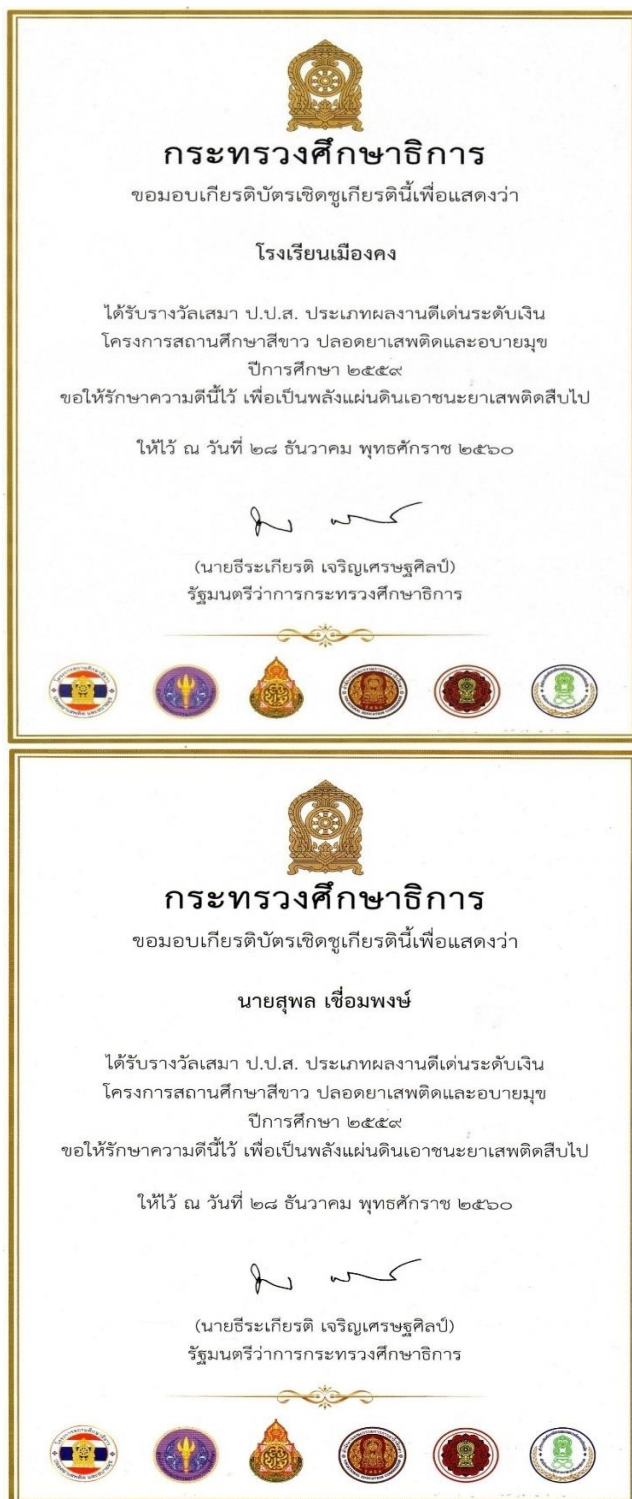 กระทรวงศึกษาธิการ
ขอมอบเกียรติบัตรเชิดชูเกียรตินี้เพื่อแสดงว่า
โรงเรียนเมืองคง
ได้รับรางวัลเสมา ป.ป.ส. ประเภทผลงานดีเด่นระดับเงิน
โครงการสถานศึกษาสีขาว ปลอดยาเสพติดและอบายมุข
ปีการศึกษา ๒๕๕๙
ขอให้รักษาความดีนี้ไว้ เพื่อเป็นพลังแผ่นดินเอาชนะยาเสพติดสืบไป
ให้ไว้ ณ วันที่ ๒๘ ธันวาคม พุทธศักราช ๒๕๖๐
(นายธีระเกียรติ เจริญเศรษฐศิลป์)
รัฐมนตรีว่าการกระทรวงศึกษาธิการ
กระทรวงศึกษาธิการ
ขอมอบเกียรติบัตรเชิดชูเกียรตินี้เพื่อแสดงว่า
นายสุพล เชื่อมพงษ์
ได้รับรางวัลเสมา ป.ป.ส. ประเภทผลงานดีเด่นระดับเงิน
โครงการสถานศึกษาสีขาว ปลอดยาเสพติดและอบายมุข
ปีการศึกษา ๒๕๕๙
ขอให้รักษาความดีนี้ไว้ เพื่อเป็นพลังแผ่นดินเอาชนะยาเสพติดสืบไป
ให้ไว้ ณ วันที่ ๒๘ ธันวาคม พุทธศักราช ๒๕๖๐
(นายธีระเกียรติ เจริญเศรษฐศิลป์)
รัฐมนตรีว่าการกระทรวงศึกษาธิการ